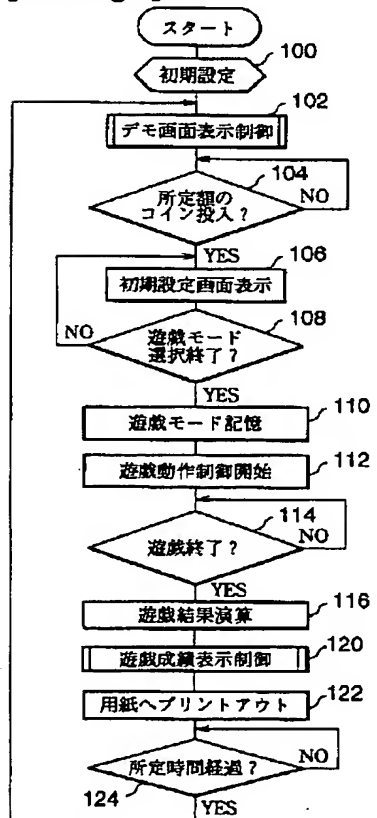 スタート
100
初期設定
102
デモ画面表示制御
104
所定額の
コイン投入?
NO
YES
106
初期設定画面表示
108
NO
遊戯モード
選択終了?
YES
110
遊戯モード記憶
112
遊戯動作制御開始
114
遊戯終了?
NO
YES
116
遊戯結果演算
120
遊戯成績表示制御
122
用紙へプリントアウト
所定時間経過?
NO
124
YES